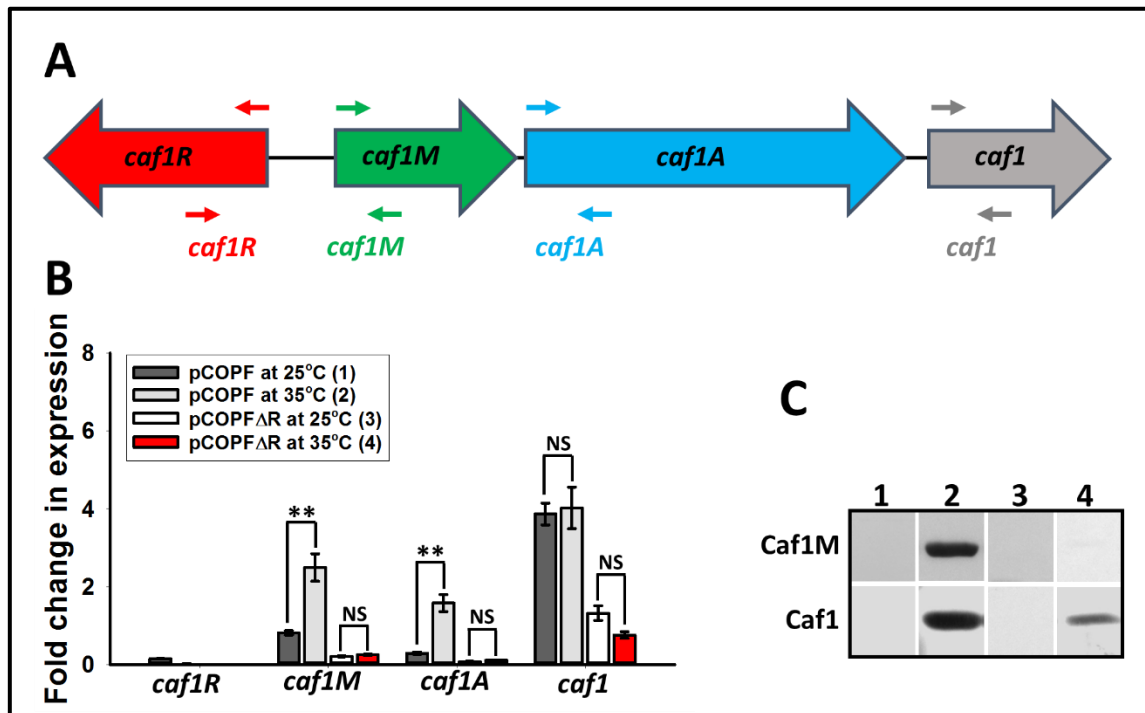 A
caf1R caf1M caf1A caf1
caf1R caf1M caf1A caf1
B
Fold change in expression
8
6
4
2
0
pCOPF at 25°C (1)
pCOPF at 35°C (2)
pCOPFΔR at 25°C (3)
pCOPFΔR at 35°C (4)
** NS ** NS NS NS
caf1R caf1M caf1A caf1
C
1 2 3 4
Caf1M
Caf1